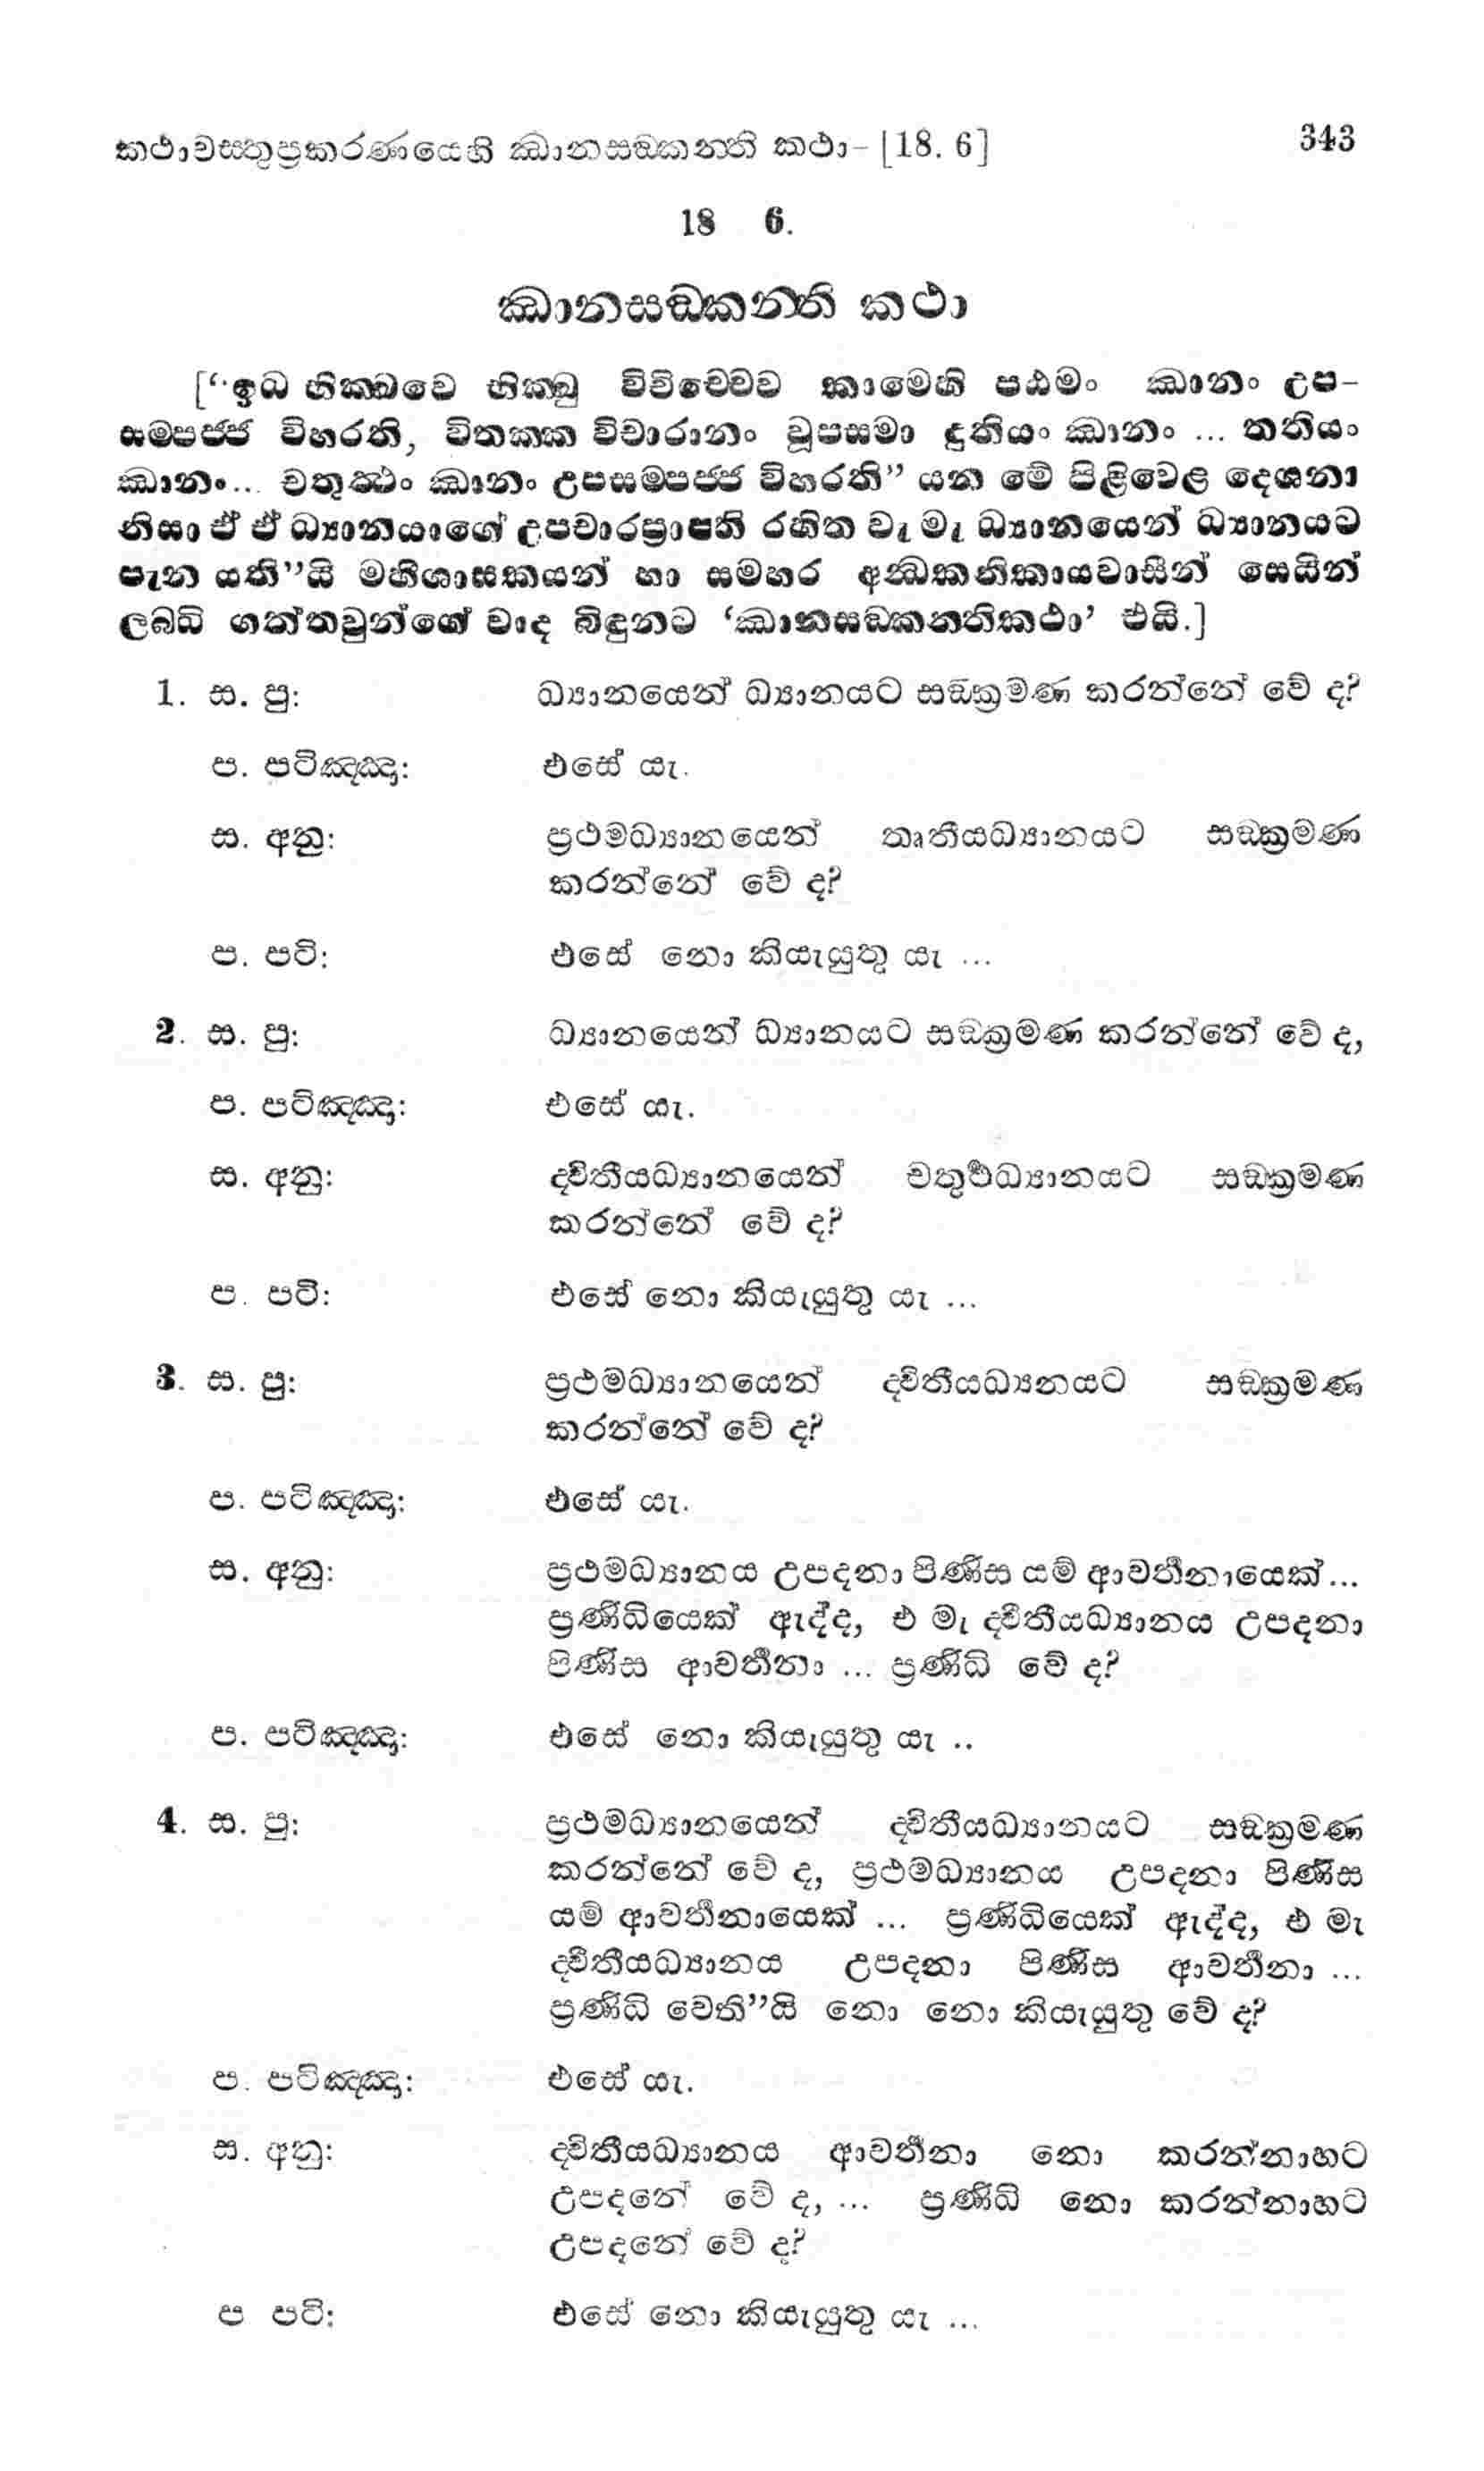 කථාවස්තුප්‍රකරණයෙහි ඣානසඞ්කන්ති කථා- [18. 6] 343
18 6.
ඣානසඞ්කන්ති කථා
[“ඉධ භික්ඛවෙ භික්ඛු විවිච්චෙව කාමෙහි පඨමං ඣානං උප-
සම්පජ්ජ විහරති, විතක්ක විචාරානං වූපසමා දුතියං ඣානං ... තතියං
ඣානං... චතුත්ථං ඣානං උපසම්පජ්ජ විහරති” යන මේ පිළිවෙළ දෙශනා
නිසා ඒ ඒ ධ්‍යානයාගේ උපචාරප්‍රාප්ති රහිත වැ මැ ධ්‍යානයෙන් ධ්‍යානයට
පැන යති”යි මහිශාසකයන් හා සමහර අන්ධකනිකායවාසීන් සෙයින්
ලබ්ධි ගත්තවුන්ගේ වාද බිඳුනට ‘ඣානසඞ්කන්තිකථා’ එයි.]
1. ස. පු: ධ්‍යානයෙන් ධ්‍යානයට සඞ්ක්‍රමණ කරන්නේ වේ ද?
ප. පටිඤ්ඤා: එසේ යැ.
ස. අනු: ප්‍රථමධ්‍යානයෙන් තෘතීයධ්‍යානයට සඞ්ක්‍රමණ
කරන්නේ වේ ද?
ප. පටි: එසේ නො කියැයුතු යැ ...
2. ස. පු: ධ්‍යානයෙන් ධ්‍යානයට සඞ්ක්‍රමණ කරන්නේ වේ ද,
ප. පටිඤ්ඤා: එසේ යැ.
ස. අනු: ද්විතීයධ්‍යානයෙන් චතුර්ථධ්‍යානයට සඞ්ක්‍රමණ
කරන්නේ වේ ද?
ප. පටි: එසේ නො කියැයුතු යැ ...
3. ස. පු: ප්‍රථමධ්‍යානයෙන් ද්විතීයධ්‍යනයට සඞ්ක්‍රමණ
කරන්නේ වේ ද?
ප. පටිඤ්ඤා: එසේ යැ.
ස. අනු: ප්‍රථමධ්‍යානය උපදනා පිණිස යම් ආවර්තනායෙක්...
ප්‍රණිධියෙක් ඇද්ද, එ මැ ද්විතීයධ්‍යානය උපදනා
පිණිස ආවර්තනා ... ප්‍රණිධි වේ ද?
ප. පටිඤ්ඤා: එසේ නො කියැයුතු යැ ..
4. ස. පු: ප්‍රථමධ්‍යානයෙන් ද්විතීයධ්‍යානයට සඞ්ක්‍රමණ
කරන්නේ වේ ද, ප්‍රථමධ්‍යානය උපදනා පිණිස
යම් ආවර්තනායෙක් ... ප්‍රණිධියෙක් ඇද්ද, එ මැ
ද්විතීයධ්‍යානය උපදනා පිණිස ආවර්තනා ...
ප්‍රණිධි වෙති”යි නො නො කියැයුතු වේ ද?
ප. පටිඤ්ඤා: එසේ යැ.
ස. අනු: ද්විතීයධ්‍යානය ආවර්තනා නො කරන්නාහට
උපදනේ වේ ද, ... ප්‍රණිධි නො කරන්නාහට
උපදනේ වේ ද?
ප පටි: එසේ නො කියැයුතු යැ ...